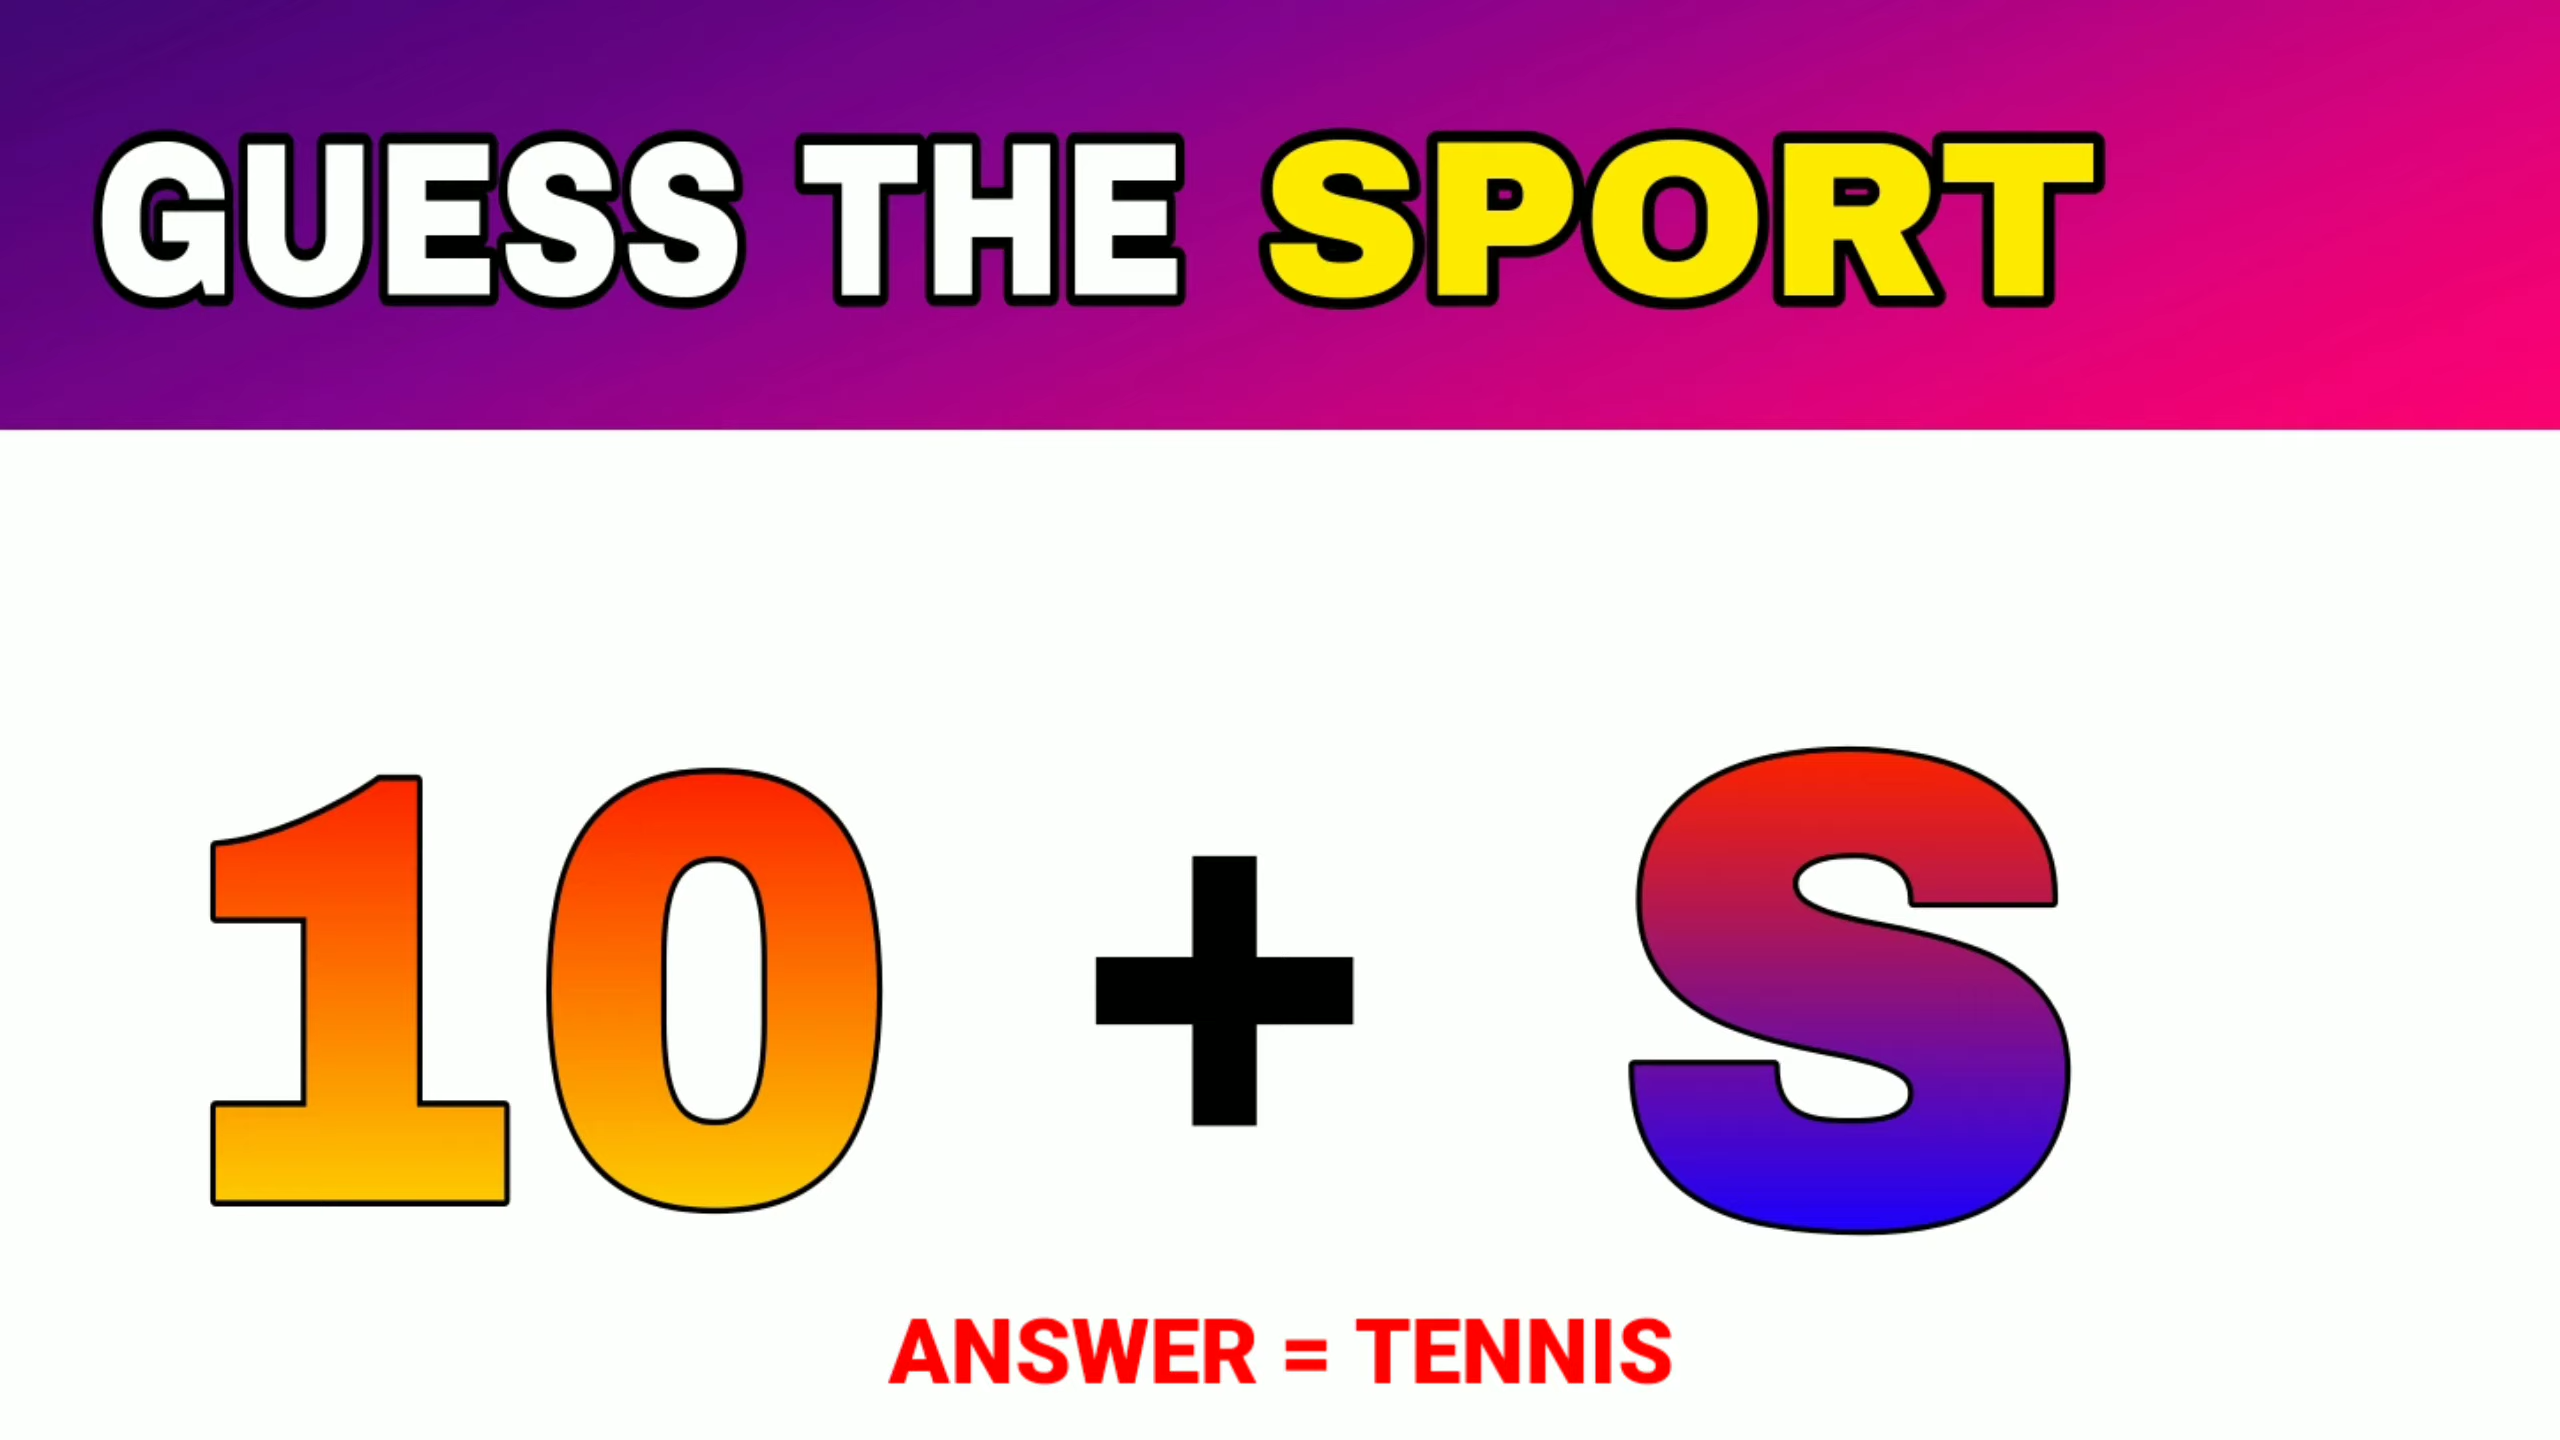 GUESS THE SPORT
10 + S
ANSWER = TENNIS